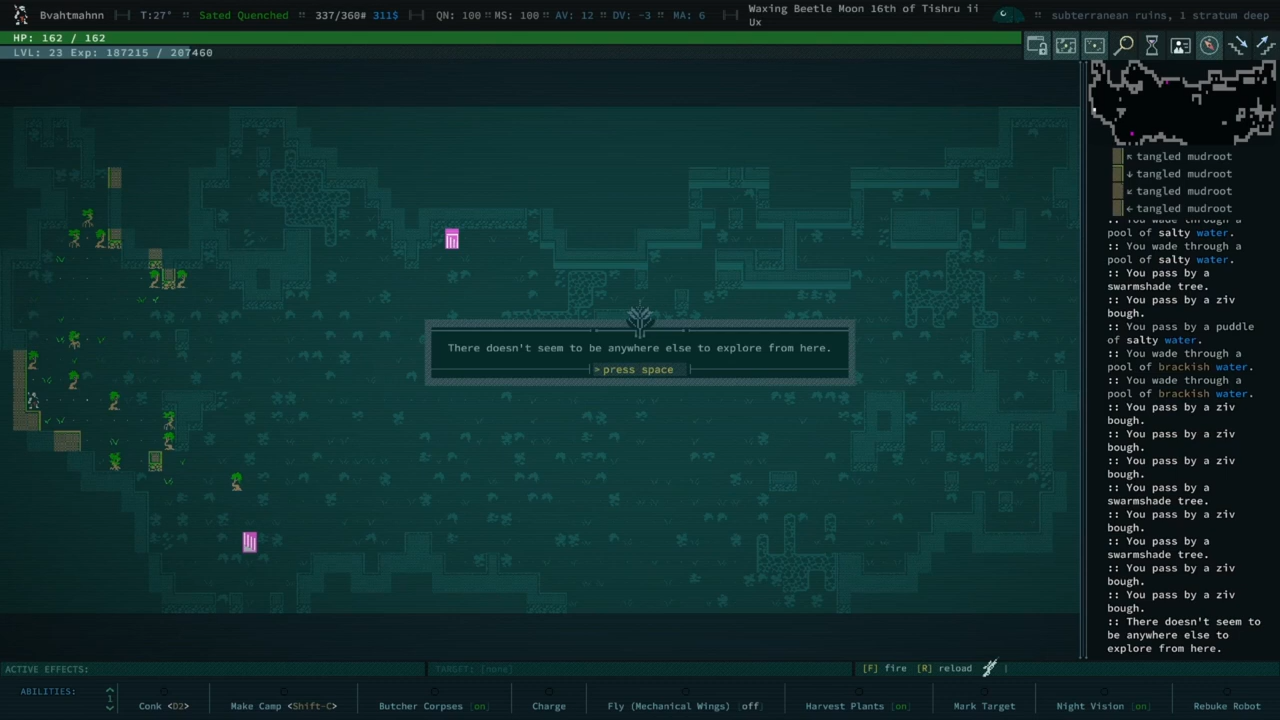 Bvahtmahnn T:27° Sated Quenched 337/360# 311$ QN: 100 MS: 100 AV: 12 DV: -3 MA: 6 Waxing Beetle Moon 16th of Tishru ii
Ux
subterranean ruins, 1 stratum deep
HP: 162 / 162
LVL: 23 Exp: 187215 / 207460
There doesn't seem to be anywhere else to explore from here.
> press space
↖ tangled mudroot
↓ tangled mudroot
↙ tangled mudroot
← tangled mudroot
:: You wade through a
pool of salty water.
:: You wade through a
pool of salty water.
:: You pass by a
swarmshade tree.
:: You pass by a ziv
bough.
:: You pass by a puddle
of salty water.
:: You wade through a
pool of brackish water.
:: You wade through a
pool of brackish water.
:: You pass by a ziv
bough.
:: You pass by a ziv
bough.
:: You pass by a ziv
bough.
:: You pass by a
swarmshade tree.
:: You pass by a ziv
bough.
:: You pass by a
swarmshade tree.
:: You pass by a ziv
bough.
:: You pass by a ziv
bough.
:: There doesn't seem to
be anywhere else to
explore from here.
ACTIVE EFFECTS:
TARGET: [none]
[F] fire [R] reload
ABILITIES:
1
Conk <D2>
Make Camp <Shift-C>
Butcher Corpses [on]
Charge
Fly (Mechanical Wings) [off]
Harvest Plants [on]
Mark Target
Night Vision [on]
Rebuke Robot